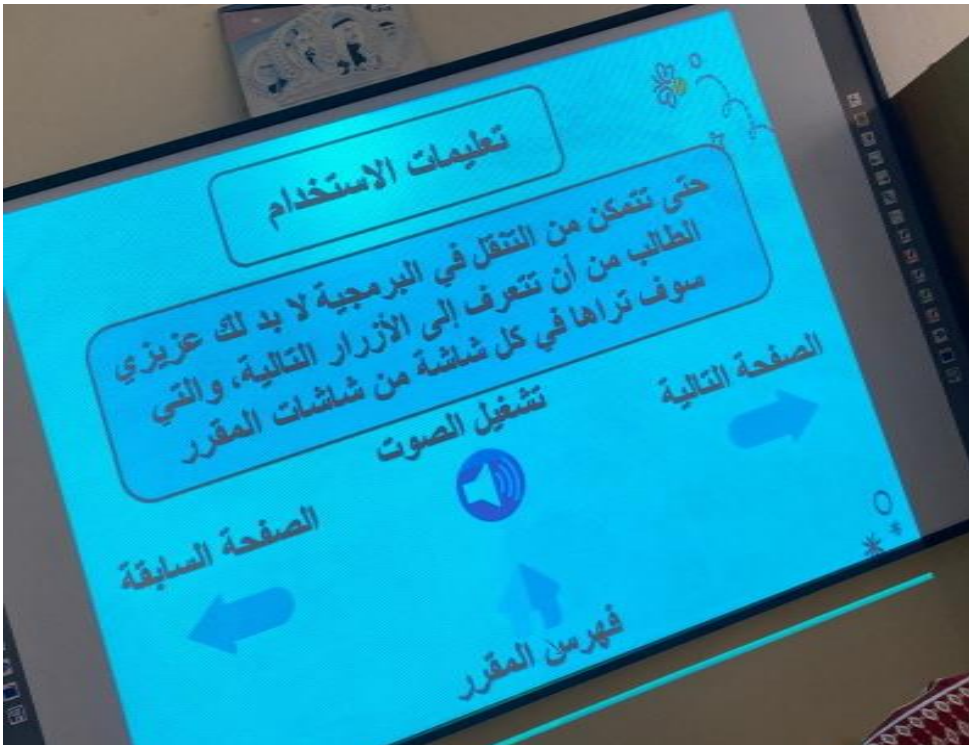 تعليمات الاستخدام
حتى تتمكن من التنقل في البرمجية لا بد لك عزيزي
الطالب من أن تتعرف إلى الأزرار التالية، والتي
سوف تراها في كل شاشة من شاشات المقرر
الصفحة التالية
تشغيل الصوت
الصفحة السابقة
فهرس المقرر